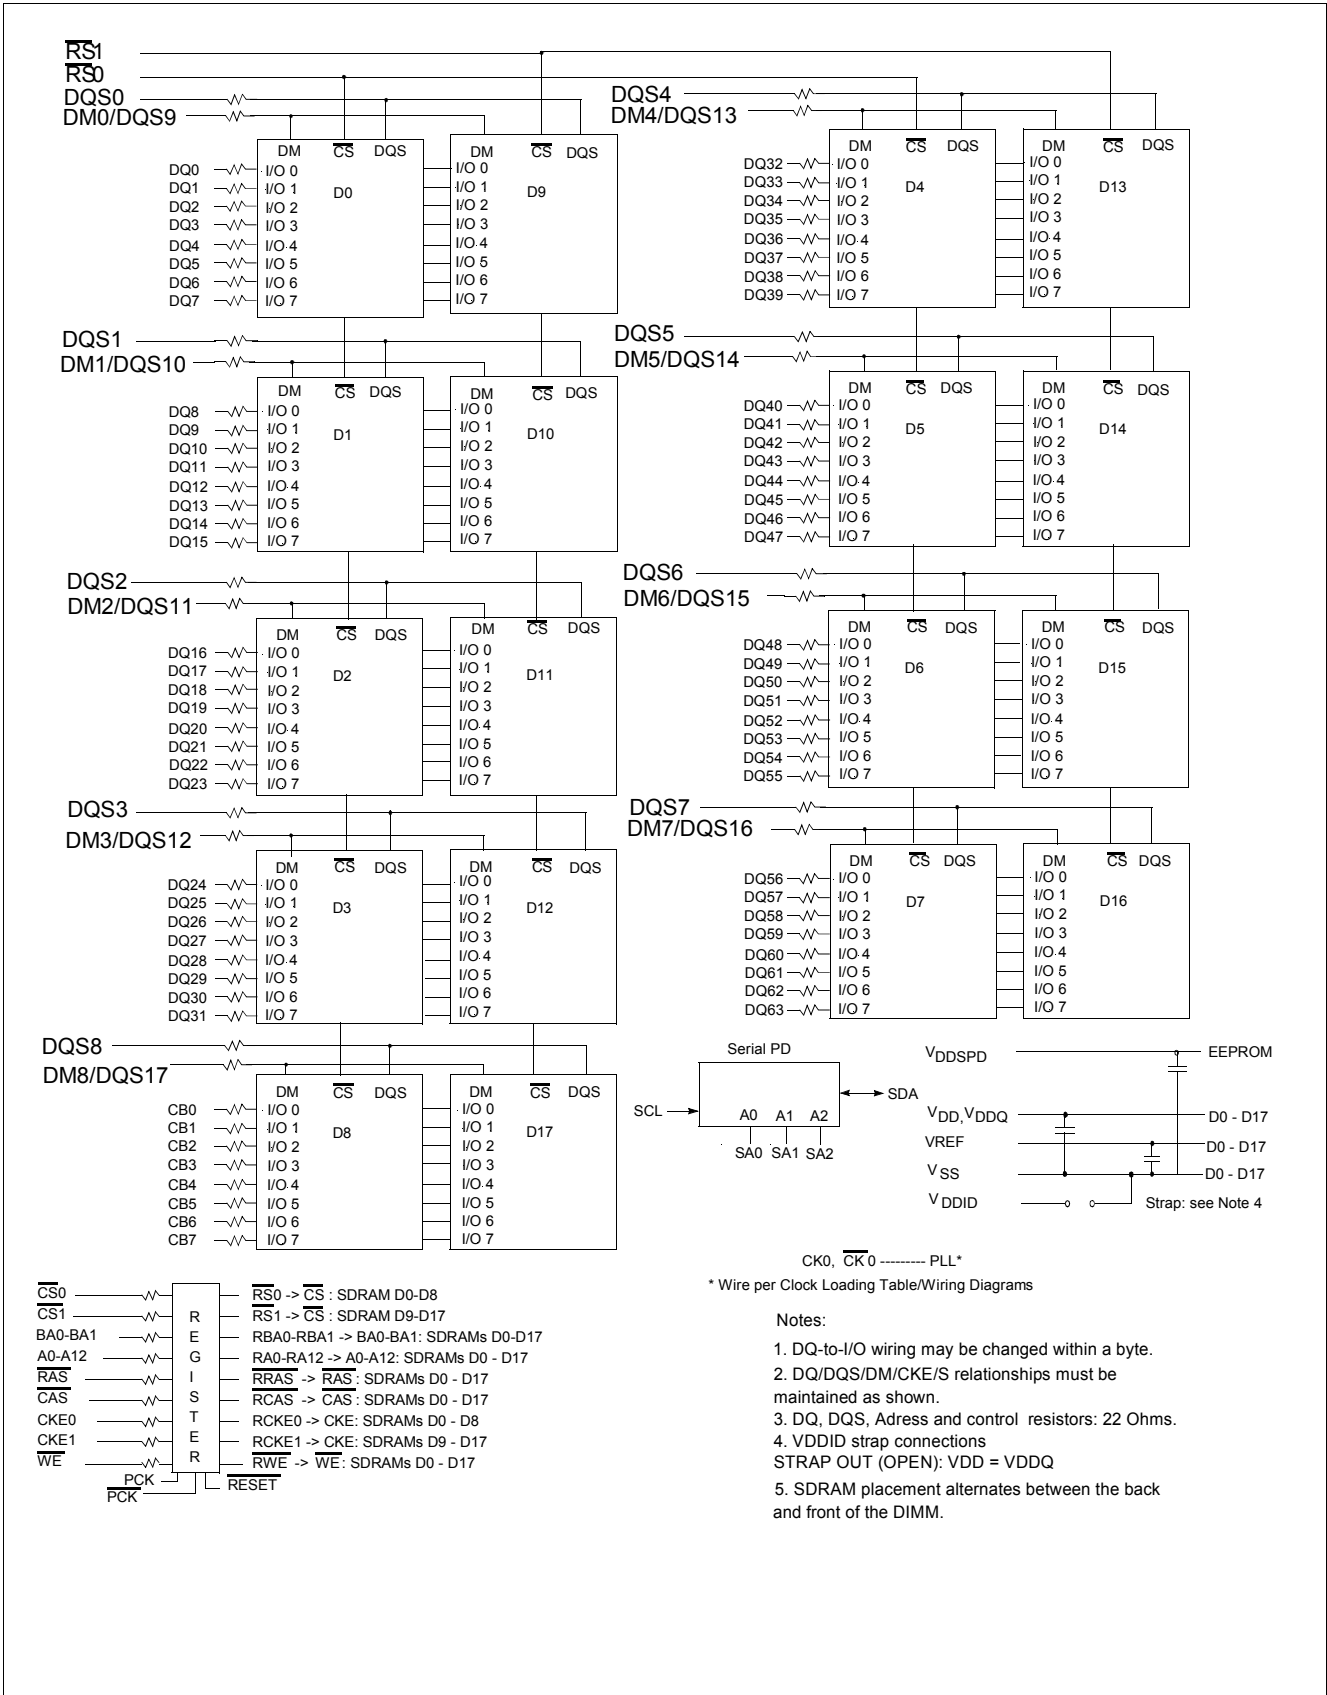 RS1
RS0
DQS0
DM0/DQS9
DM CS DQS
DM CS DQS
D0
D9
DQ0 I/O 0 I/O 0
DQ1 I/O 1 I/O 1
DQ2 I/O 2 I/O 2
DQ3 I/O 3 I/O 3
DQ4 I/O 4 I/O 4
DQ5 I/O 5 I/O 5
DQ6 I/O 6 I/O 6
DQ7 I/O 7 I/O 7
DQS1
DM1/DQS10
DM CS DQS
DM CS DQS
D1
D10
DQ8 I/O 0 I/O 0
DQ9 I/O 1 I/O 1
DQ10 I/O 2 I/O 2
DQ11 I/O 3 I/O 3
DQ12 I/O 4 I/O 4
DQ13 I/O 5 I/O 5
DQ14 I/O 6 I/O 6
DQ15 I/O 7 I/O 7
DQS2
DM2/DQS11
DM CS DQS
DM CS DQS
D2
D11
DQ16 I/O 0 I/O 0
DQ17 I/O 1 I/O 1
DQ18 I/O 2 I/O 2
DQ19 I/O 3 I/O 3
DQ20 I/O 4 I/O 4
DQ21 I/O 5 I/O 5
DQ22 I/O 6 I/O 6
DQ23 I/O 7 I/O 7
DQS3
DM3/DQS12
DM CS DQS
DM CS DQS
D3
D12
DQ24 I/O 0 I/O 0
DQ25 I/O 1 I/O 1
DQ26 I/O 2 I/O 2
DQ27 I/O 3 I/O 3
DQ28 I/O 4 I/O 4
DQ29 I/O 5 I/O 5
DQ30 I/O 6 I/O 6
DQ31 I/O 7 I/O 7
DQS8
DM8/DQS17
DM CS DQS
DM CS DQS
D8
D17
CB0 I/O 0 I/O 0
CB1 I/O 1 I/O 1
CB2 I/O 2 I/O 2
CB3 I/O 3 I/O 3
CB4 I/O 4 I/O 4
CB5 I/O 5 I/O 5
CB6 I/O 6 I/O 6
CB7 I/O 7 I/O 7
DQS4
DM4/DQS13
DM CS DQS
DM CS DQS
D4
D13
DQ32 I/O 0 I/O 0
DQ33 I/O 1 I/O 1
DQ34 I/O 2 I/O 2
DQ35 I/O 3 I/O 3
DQ36 I/O 4 I/O 4
DQ37 I/O 5 I/O 5
DQ38 I/O 6 I/O 6
DQ39 I/O 7 I/O 7
DQS5
DM5/DQS14
DM CS DQS
DM CS DQS
D5
D14
DQ40 I/O 0 I/O 0
DQ41 I/O 1 I/O 1
DQ42 I/O 2 I/O 2
DQ43 I/O 3 I/O 3
DQ44 I/O 4 I/O 4
DQ45 I/O 5 I/O 5
DQ46 I/O 6 I/O 6
DQ47 I/O 7 I/O 7
DQS6
DM6/DQS15
DM CS DQS
DM CS DQS
D6
D15
DQ48 I/O 0 I/O 0
DQ49 I/O 1 I/O 1
DQ50 I/O 2 I/O 2
DQ51 I/O 3 I/O 3
DQ52 I/O 4 I/O 4
DQ53 I/O 5 I/O 5
DQ54 I/O 6 I/O 6
DQ55 I/O 7 I/O 7
DQS7
DM7/DQS16
DM CS DQS
DM CS DQS
D7
D16
DQ56 I/O 0 I/O 0
DQ57 I/O 1 I/O 1
DQ58 I/O 2 I/O 2
DQ59 I/O 3 I/O 3
DQ60 I/O 4 I/O 4
DQ61 I/O 5 I/O 5
DQ62 I/O 6 I/O 6
DQ63 I/O 7 I/O 7
Serial PD
SCL
SDA
A0 A1 A2
SA0 SA1 SA2
VDDSPD EEPROM
VDD,VDDQ D0 - D17
VREF D0 - D17
VSS D0 - D17
VDDID Strap: see Note 4
CK0, CK0 --------- PLL*
* Wire per Clock Loading Table/Wiring Diagrams
REGISTER
CS0 RS0 -> CS : SDRAM D0-D8
CS1 RS1 -> CS : SDRAM D9-D17
BA0-BA1 RBA0-RBA1 -> BA0-BA1: SDRAMs D0-D17
A0-A12 RA0-RA12 -> A0-A12: SDRAMs D0 - D17
RAS RRAS -> RAS: SDRAMs D0 - D17
CAS RCAS -> CAS: SDRAMs D0 - D17
CKE0 RCKE0 -> CKE: SDRAMs D0 - D8
CKE1 RCKE1 -> CKE: SDRAMs D9 - D17
WE RWE -> WE: SDRAMs D0 - D17
PCK
PCK
RESET
Notes:
1. DQ-to-I/O wiring may be changed within a byte.
2. DQ/DQS/DM/CKE/S relationships must be
maintained as shown.
3. DQ, DQS, Adress and control resistors: 22 Ohms.
4. VDDID strap connections
STRAP OUT (OPEN): VDD = VDDQ
5. SDRAM placement alternates between the back
and front of the DIMM.